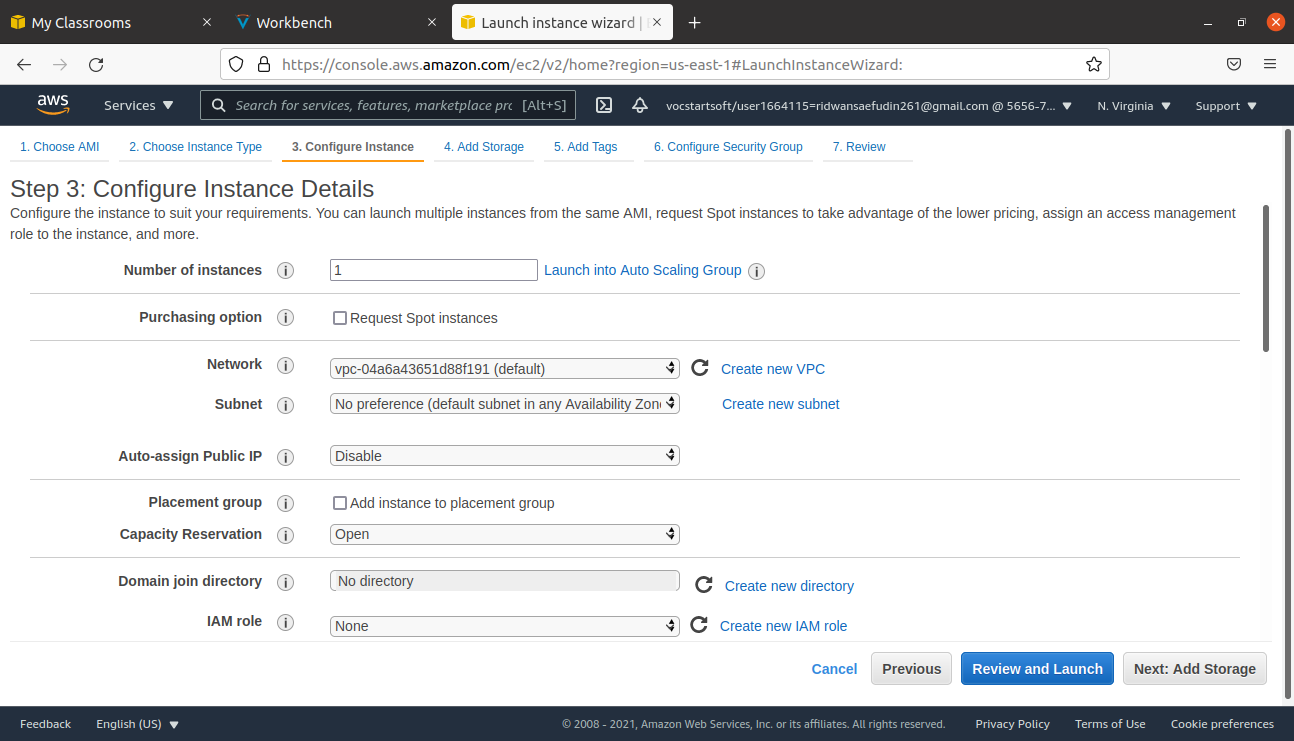 My Classrooms
Workbench
Launch instance wizard |
https://console.aws.amazon.com/ec2/v2/home?region=us-east-1#LaunchInstanceWizard:
aws
Services
Search for services, features, marketplace prc [Alt+S]
vocstartsoft/user1664115=ridwansaefudin261@gmail.com @ 5656-7...
N. Virginia
Support
1. Choose AMI
2. Choose Instance Type
3. Configure Instance
4. Add Storage
5. Add Tags
6. Configure Security Group
7. Review
Step 3: Configure Instance Details
Configure the instance to suit your requirements. You can launch multiple instances from the same AMI, request Spot instances to take advantage of the lower pricing, assign an access management
role to the instance, and more.
Number of instances i 1 Launch into Auto Scaling Group i
Purchasing option i Request Spot instances
Network i vpc-04a6a43651d88f191 (default) Create new VPC
Subnet i No preference (default subnet in any Availability Zone Create new subnet
Auto-assign Public IP i Disable
Placement group i Add instance to placement group
Capacity Reservation i Open
Domain join directory i No directory Create new directory
IAM role i None Create new IAM role
Cancel
Previous
Review and Launch
Next: Add Storage
Feedback
English (US)
© 2008 - 2021, Amazon Web Services, Inc. or its affiliates. All rights reserved.
Privacy Policy
Terms of Use
Cookie preferences